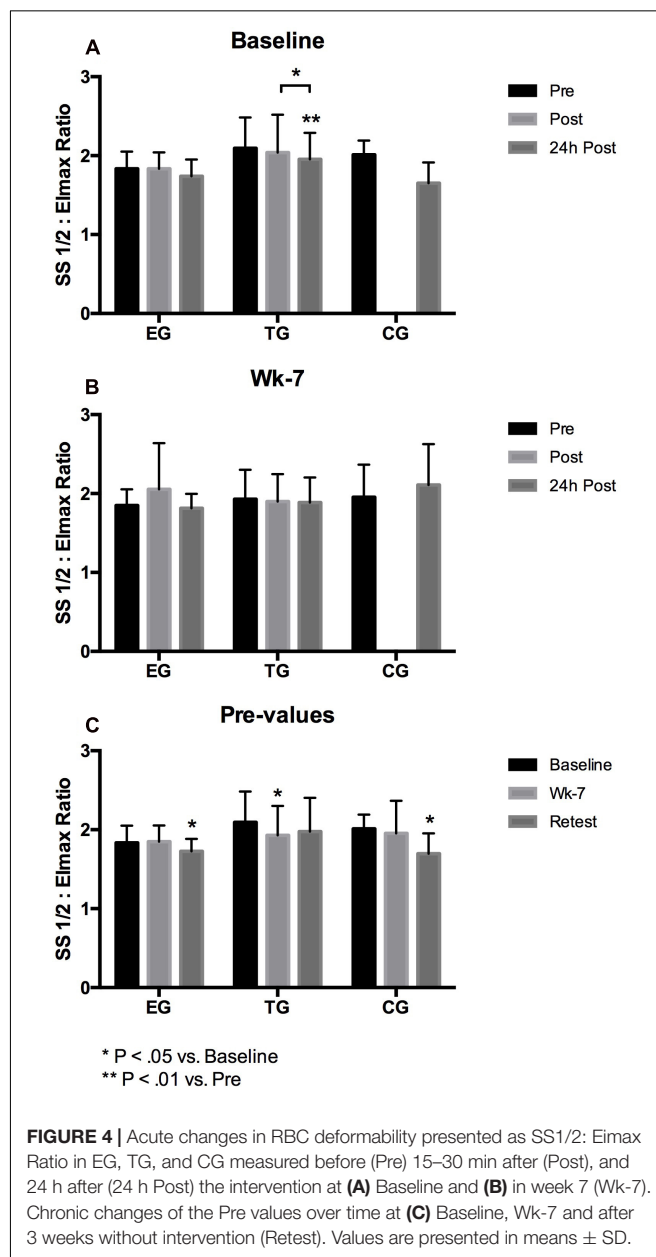 A
Baseline
SS 1/2 : EImax Ratio
3
2
1
0
*
**
EG
TG
CG
Pre
Post
24h Post
B
Wk-7
SS 1/2 : EImax Ratio
3
2
1
0
EG
TG
CG
Pre
Post
24h Post
C
Pre-values
SS 1/2 : EImax Ratio
3
2
1
0
*
*
*
EG
TG
CG
Baseline
Wk-7
Retest
* P < .05 vs. Baseline
** P < .01 vs. Pre
FIGURE 4 | Acute changes in RBC deformability presented as SS1/2: Eimax
Ratio in EG, TG, and CG measured before (Pre) 15–30 min after (Post), and
24 h after (24 h Post) the intervention at (A) Baseline and (B) in week 7 (Wk-7).
Chronic changes of the Pre values over time at (C) Baseline, Wk-7 and after
3 weeks without intervention (Retest). Values are presented in means ± SD.